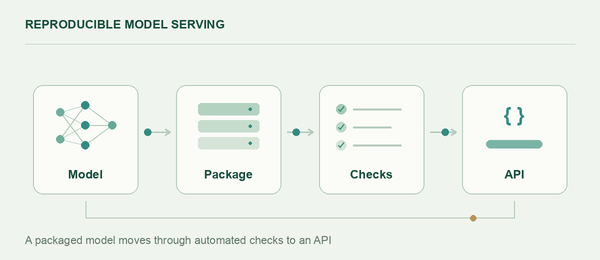 REPRODUCIBLE MODEL SERVING
{ }
Model
Package
Checks
API
A packaged model moves through automated checks to an API